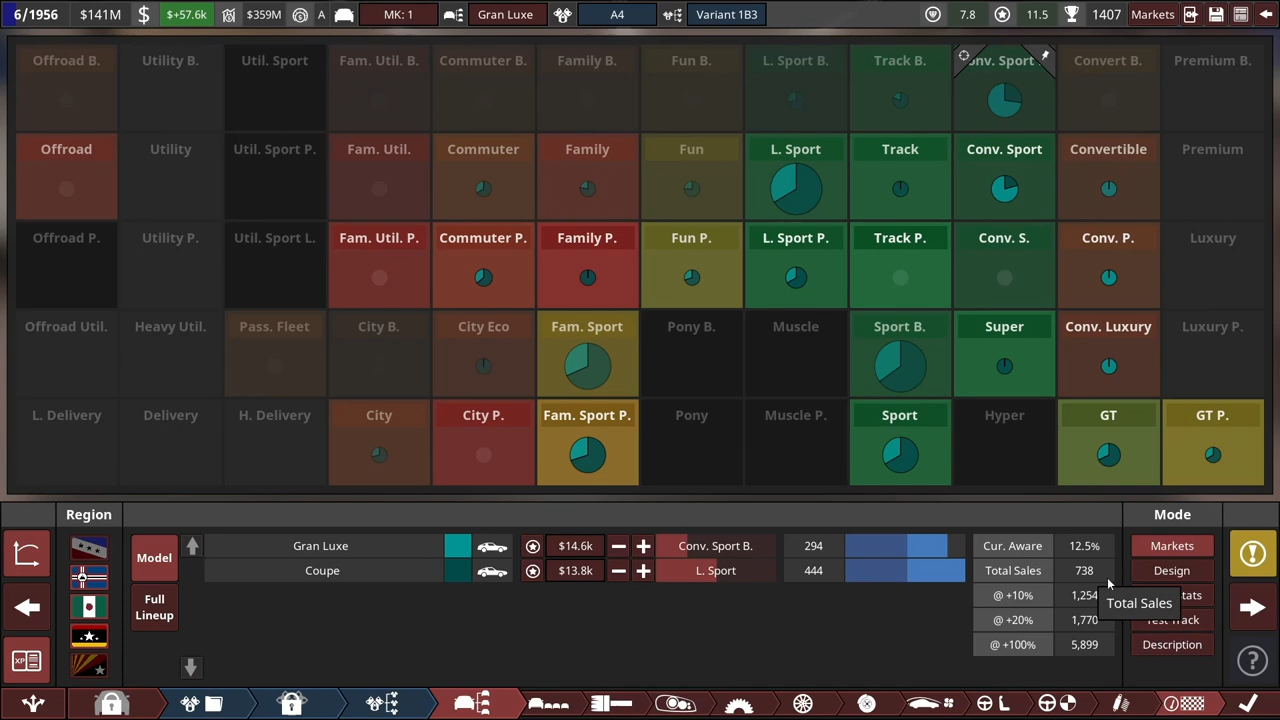 6/1956 $141M $+57.6k $359M A MK: 1 Gran Luxe A4 Variant 1B3 7.8 11.5 1407 Markets
Offroad B. Utility B. Util. Sport Fam. Util. B. Commuter B. Family B. Fun B. L. Sport B. Track B. Conv. Sport Convert B. Premium B.
Offroad Utility Util. Sport P. Fam. Util. Commuter Family Fun L. Sport Track Conv. Sport Convertible Premium
Offroad P. Utility P. Util. Sport L. Fam. Util. P. Commuter P. Family P. Fun P. L. Sport P. Track P. Conv. S. Conv. P. Luxury
Offroad Util. Heavy Util. Pass. Fleet City B. City Eco Fam. Sport Pony B. Muscle Sport B. Super Conv. Luxury Luxury P.
L. Delivery Delivery H. Delivery City City P. Fam. Sport P. Pony Muscle P. Sport Hyper GT GT P.
Region Mode
Model Gran Luxe $14.6k Conv. Sport B. 294 Cur. Aware 12.5% Markets
Coupe $13.8k L. Sport 444 Total Sales 738 Design
Full Lineup @ +10% 1,254 tats
Total Sales
@ +20% 1,770 Test Track
@ +100% 5,899 Description
XP